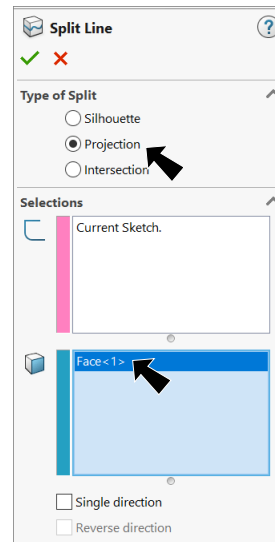 Split Line
?
Type of Split
Silhouette
Projection
Intersection
Selections
Current Sketch.
Face<1>
Single direction
Reverse direction